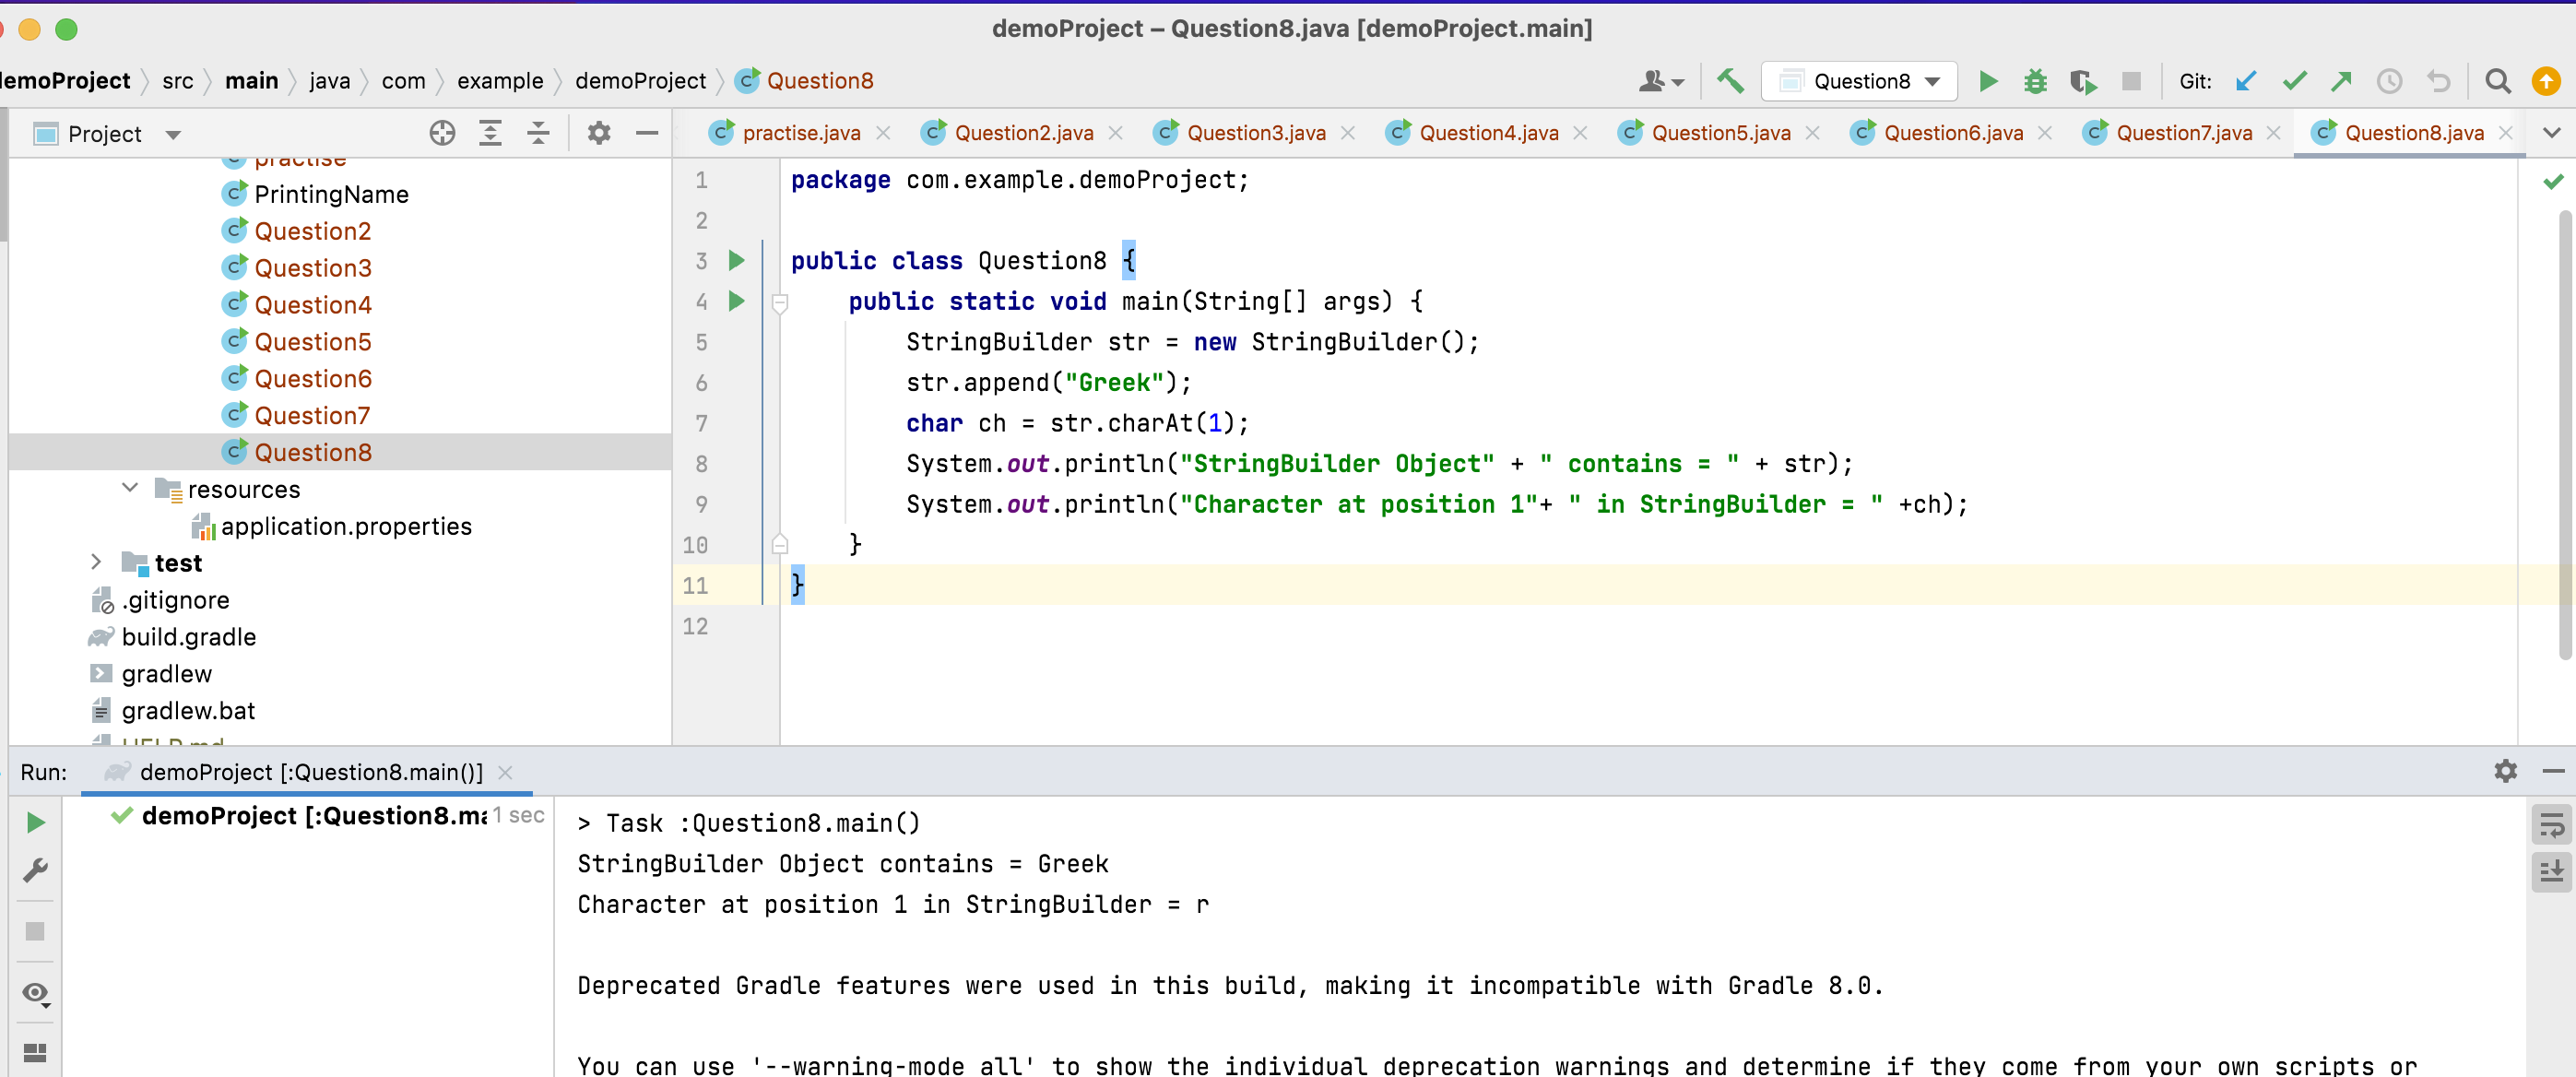 demoProject – Question8.java [demoProject.main]
demoProject src main java com example demoProject Question8
Question8 Git:
Project
practise.java Question2.java Question3.java Question4.java Question5.java Question6.java Question7.java Question8.java
practise
PrintingName
Question2
Question3
Question4
Question5
Question6
Question7
Question8
resources
application.properties
test
.gitignore
build.gradle
gradlew
gradlew.bat
HELP.md
1 package com.example.demoProject;
2
3 public class Question8 {
4 public static void main(String[] args) {
5 StringBuilder str = new StringBuilder();
6 str.append("Greek");
7 char ch = str.charAt(1);
8 System.out.println("StringBuilder Object" + " contains = " + str);
9 System.out.println("Character at position 1"+ " in StringBuilder = " +ch);
10 }
11 }
12
Run: demoProject [:Question8.main()]
demoProject [:Question8.ma 1 sec
> Task :Question8.main()
StringBuilder Object contains = Greek
Character at position 1 in StringBuilder = r
Deprecated Gradle features were used in this build, making it incompatible with Gradle 8.0.
You can use '--warning-mode all' to show the individual deprecation warnings and determine if they come from your own scripts or